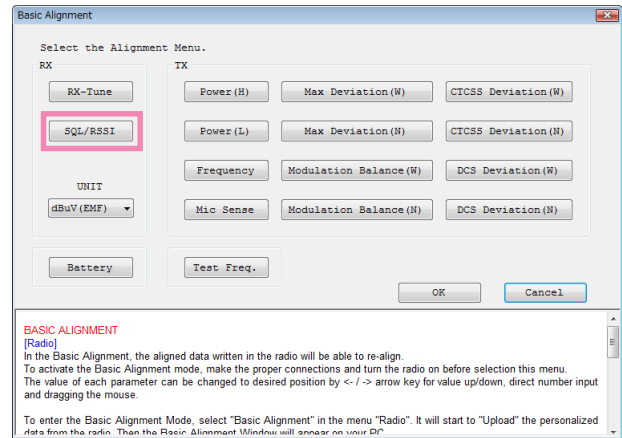 Basic Alignment
Select the Alignment Menu.
RX
TX
RX-Tune
Power(H)
Max Deviation(W)
CTCSS Deviation(W)
SQL/RSSI
Power(L)
Max Deviation(N)
CTCSS Deviation(N)
Frequency
Modulation Balance(W)
DCS Deviation(W)
UNIT
dBuV(EMF)
Mic Sense
Modulation Balance(N)
DCS Deviation(N)
Battery
Test Freq.
OK
Cancel
BASIC ALIGNMENT
[Radio]
In the Basic Alignment, the aligned data written in the radio will be able to re-align.
To activate the Basic Alignment mode, make the proper connections and turn the radio on before selection this menu.
The value of each parameter can be changed to desired position by <- / -> arrow key for value up/down, direct number input
and dragging the mouse.
To enter the Basic Alignment Mode, select "Basic Alignment" in the menu "Radio". It will start to "Upload" the personalized
data from the radio. Then the Basic Alignment Window will appear on your PC